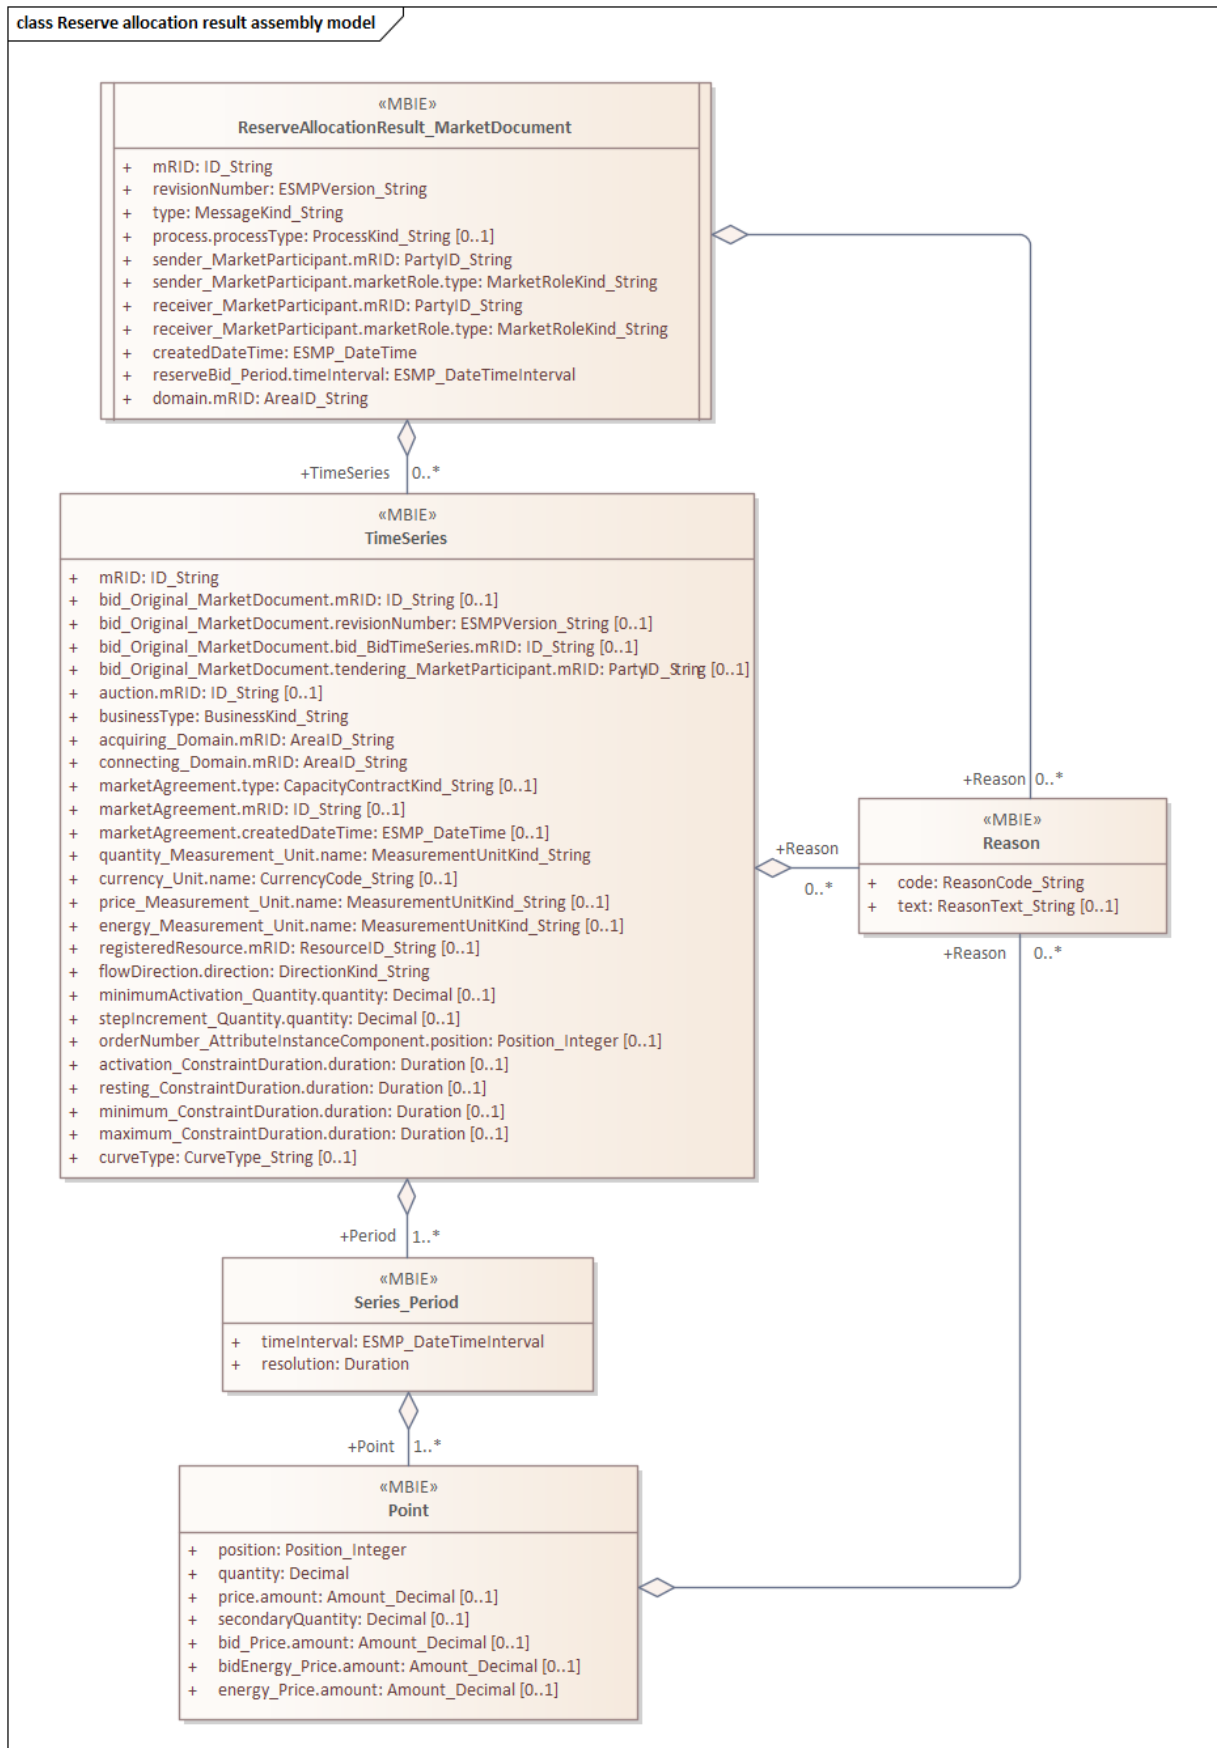 class Reserve allocation result assembly model
«MBIE»
ReserveAllocationResult_MarketDocument
+ mRID: ID_String
+ revisionNumber: ESMPVersion_String
+ type: MessageKind_String
+ process.processType: ProcessKind_String [0..1]
+ sender_MarketParticipant.mRID: PartyID_String
+ sender_MarketParticipant.marketRole.type: MarketRoleKind_String
+ receiver_MarketParticipant.mRID: PartyID_String
+ receiver_MarketParticipant.marketRole.type: MarketRoleKind_String
+ createdDateTime: ESMP_DateTime
+ reserveBid_Period.timeInterval: ESMP_DateTimeInterval
+ domain.mRID: AreaID_String
+TimeSeries 0..*
«MBIE»
TimeSeries
+ mRID: ID_String
+ bid_Original_MarketDocument.mRID: ID_String [0..1]
+ bid_Original_MarketDocument.revisionNumber: ESMPVersion_String [0..1]
+ bid_Original_MarketDocument.bid_BidTimeSeries.mRID: ID_String [0..1]
+ bid_Original_MarketDocument.tendering_MarketParticipant.mRID: PartyID_String [0..1]
+ auction.mRID: ID_String [0..1]
+ businessType: BusinessKind_String
+ acquiring_Domain.mRID: AreaID_String
+ connecting_Domain.mRID: AreaID_String
+ marketAgreement.type: CapacityContractKind_String [0..1]
+ marketAgreement.mRID: ID_String [0..1]
+ marketAgreement.createdDateTime: ESMP_DateTime [0..1]
+ quantity_Measurement_Unit.name: MeasurementUnitKind_String
+ currency_Unit.name: CurrencyCode_String [0..1]
+ price_Measurement_Unit.name: MeasurementUnitKind_String [0..1]
+ energy_Measurement_Unit.name: MeasurementUnitKind_String [0..1]
+ registeredResource.mRID: ResourceID_String [0..1]
+ flowDirection.direction: DirectionKind_String
+ minimumActivation_Quantity.quantity: Decimal [0..1]
+ stepIncrement_Quantity.quantity: Decimal [0..1]
+ orderNumber_AttributeInstanceComponent.position: Position_Integer [0..1]
+ activation_ConstraintDuration.duration: Duration [0..1]
+ resting_ConstraintDuration.duration: Duration [0..1]
+ minimum_ConstraintDuration.duration: Duration [0..1]
+ maximum_ConstraintDuration.duration: Duration [0..1]
+ curveType: CurveType_String [0..1]
+Reason 0..*
+Reason
0..*
«MBIE»
Reason
+ code: ReasonCode_String
+ text: ReasonText_String [0..1]
+Reason 0..*
+Period 1..*
«MBIE»
Series_Period
+ timeInterval: ESMP_DateTimeInterval
+ resolution: Duration
+Point 1..*
«MBIE»
Point
+ position: Position_Integer
+ quantity: Decimal
+ price.amount: Amount_Decimal [0..1]
+ secondaryQuantity: Decimal [0..1]
+ bid_Price.amount: Amount_Decimal [0..1]
+ bidEnergy_Price.amount: Amount_Decimal [0..1]
+ energy_Price.amount: Amount_Decimal [0..1]